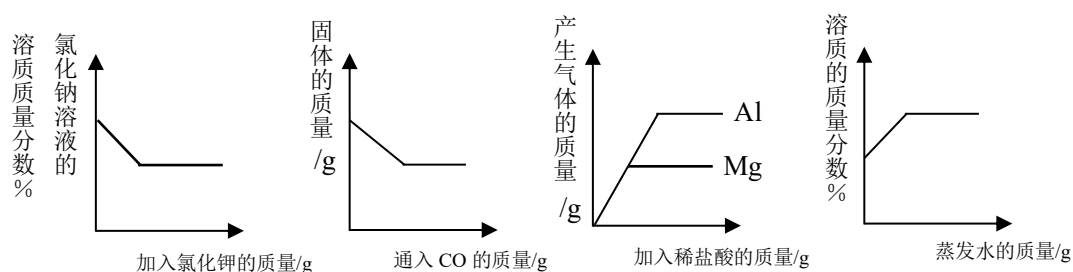 氯化钠溶液的
溶质质量分数%
加入氯化钾的质量/g
固体的质量/g
通入 CO 的质量/g
产生气体的质量/g
Al
Mg
加入稀盐酸的质量/g
溶质的质量分数%
蒸发水的质量/g